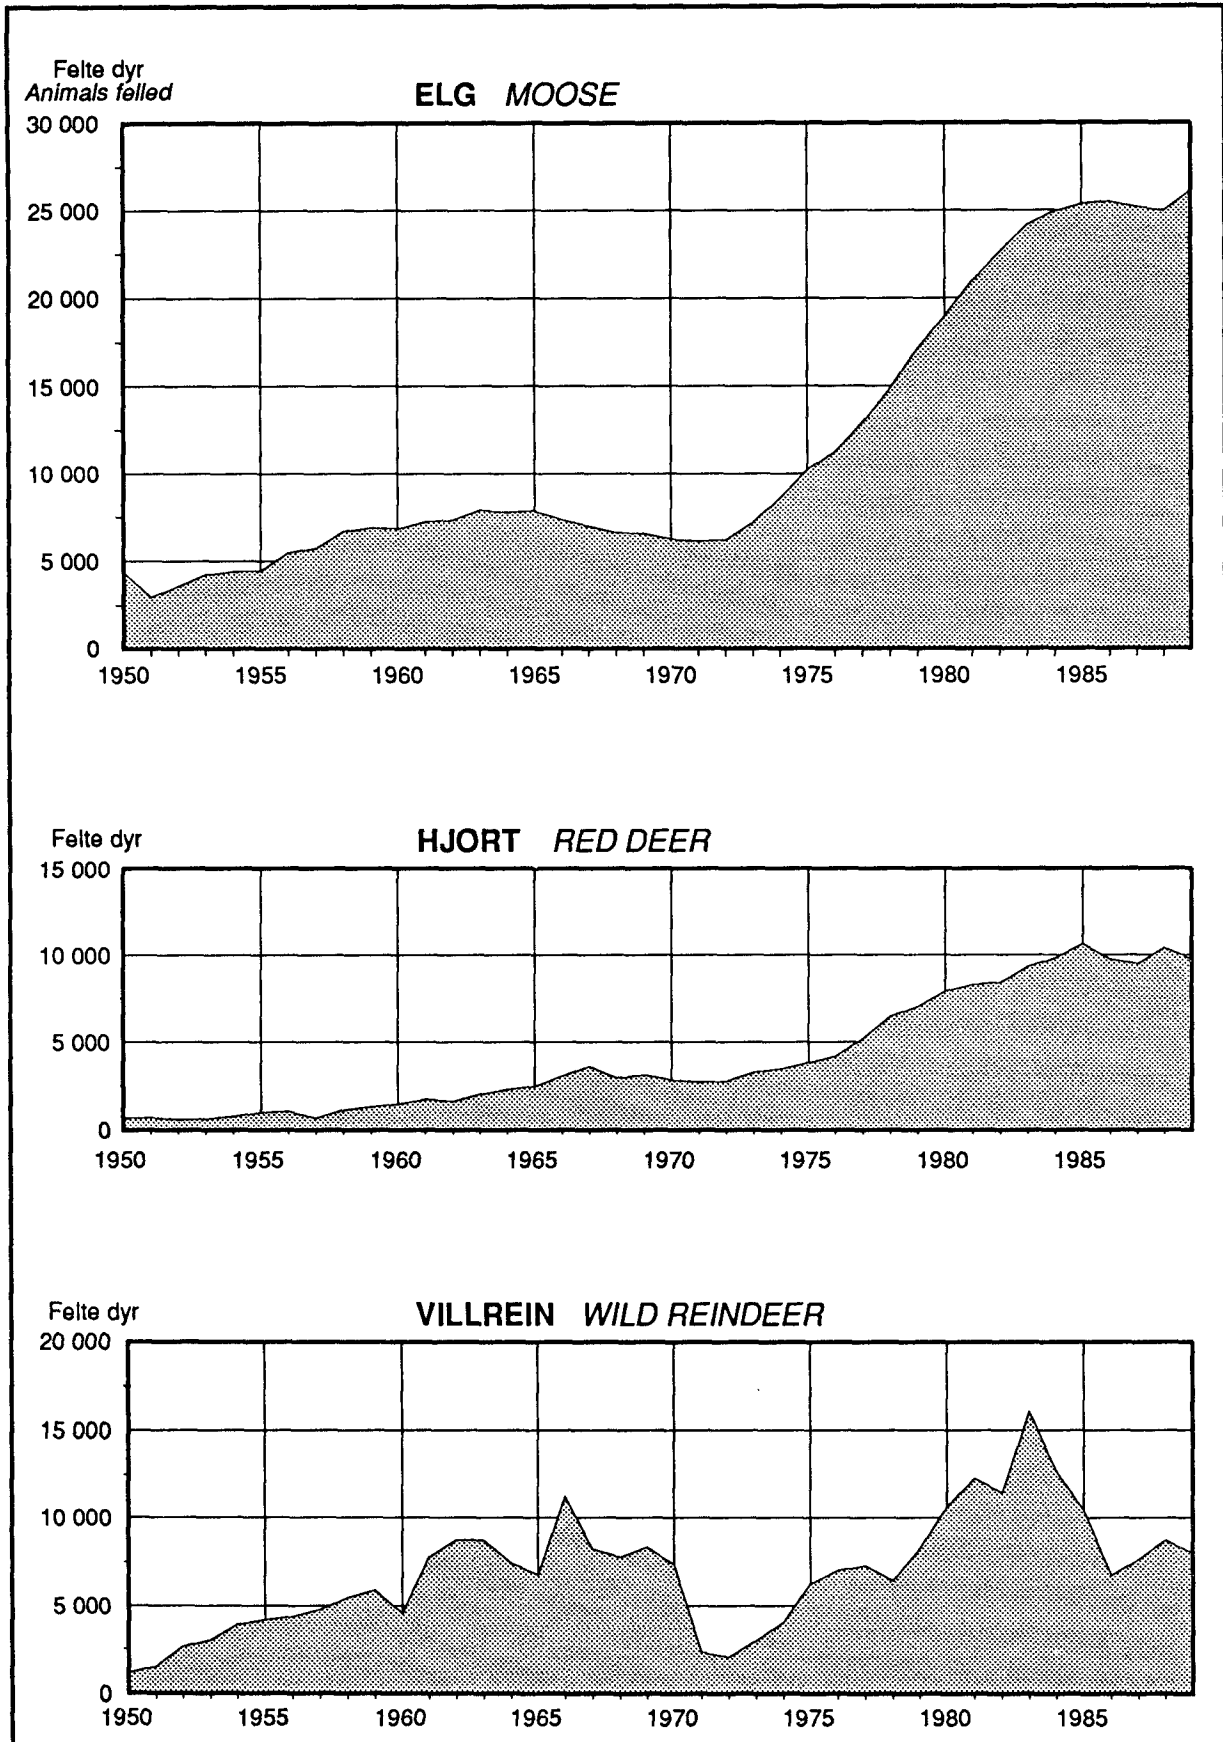 Felte dyr
Animals felled
ELG MOOSE
30 000
25 000
20 000
15 000
10 000
5 000
0
1950 1955 1960 1965 1970 1975 1980 1985
Felte dyr
HJORT RED DEER
15 000
10 000
5 000
0
1950 1955 1960 1965 1970 1975 1980 1985
Felte dyr
VILLREIN WILD REINDEER
20 000
15 000
10 000
5 000
0
1950 1955 1960 1965 1970 1975 1980 1985